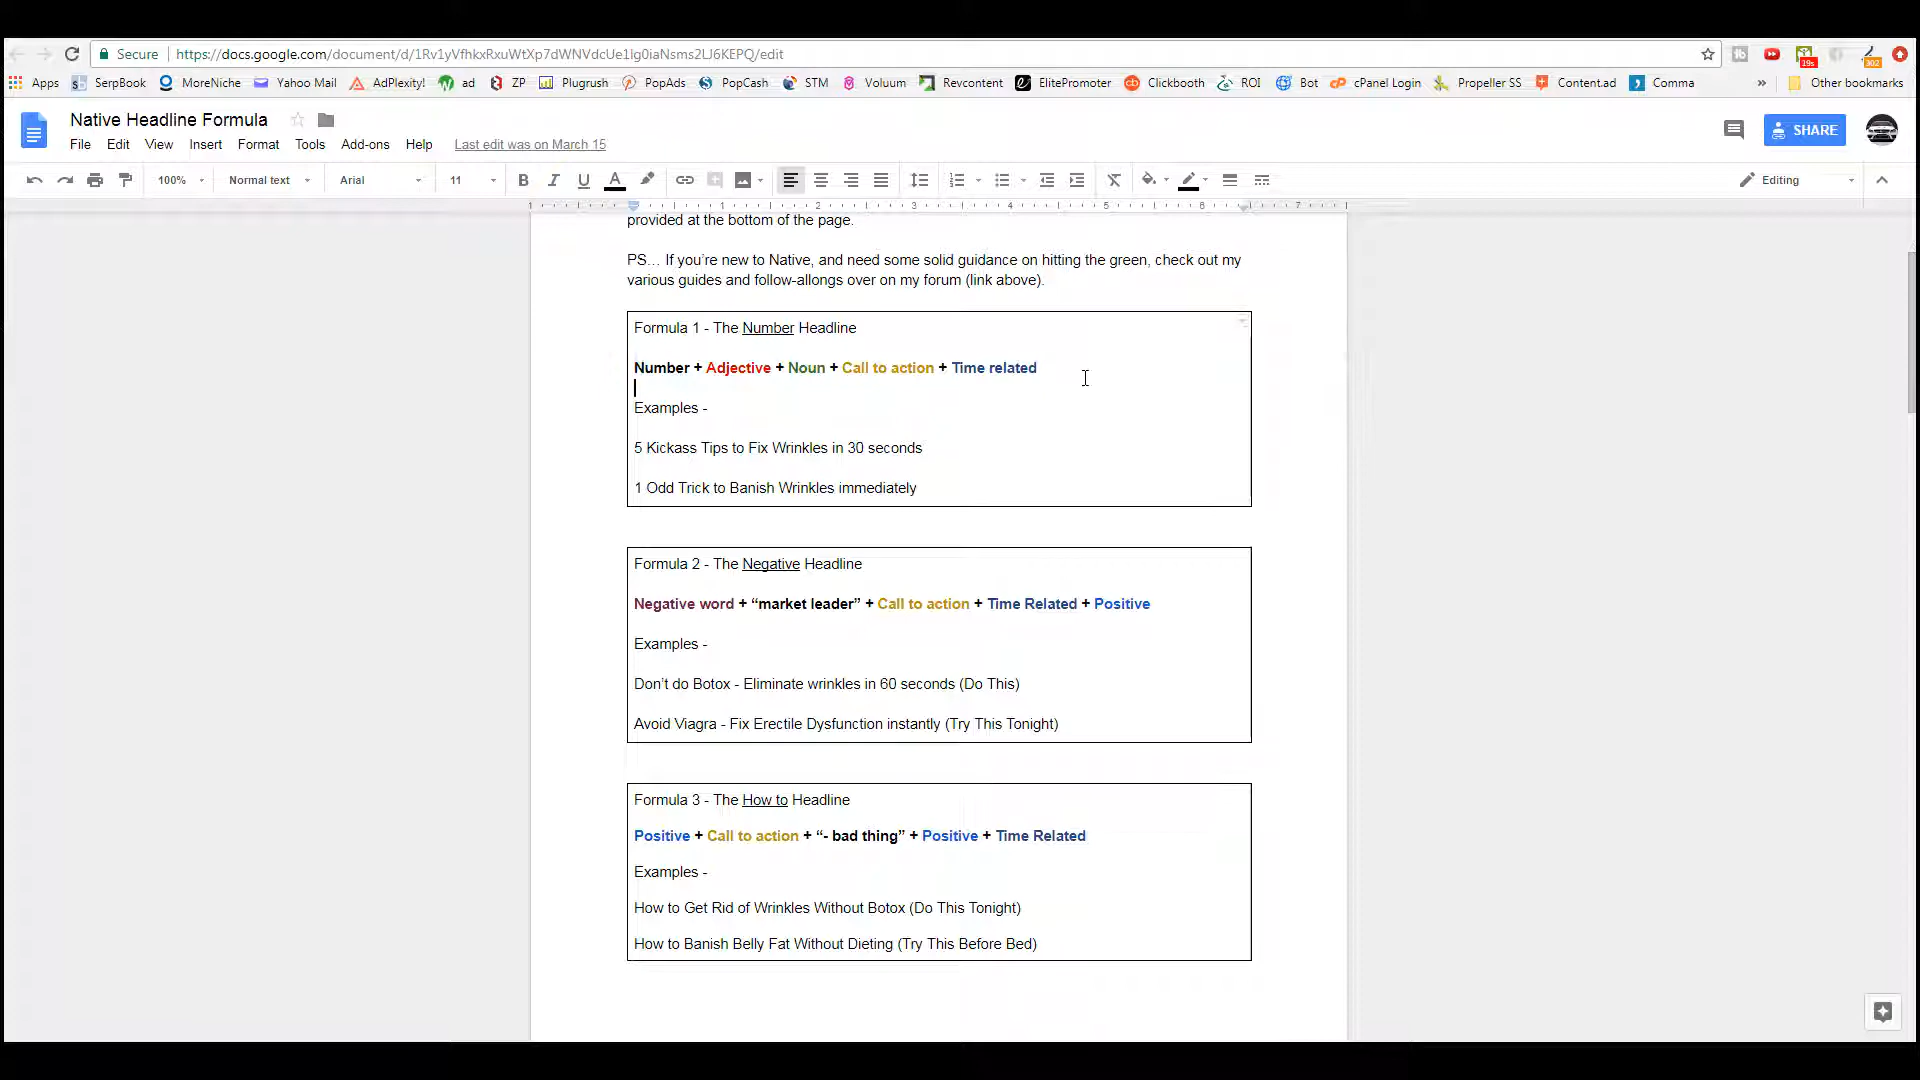 Secure https://docs.google.com/document/d/1Rv1yVfhkxRxuWtXp7dWNVdcUe1lg0iaNsms2LJ6KEPQ/edit
19s
302
Apps SerpBook MoreNiche Yahoo Mail AdPlexity! ad ZP Plugrush PopAds PopCash STM Voluum Revcontent ElitePromoter Clickbooth ROI Bot cPanel Login Propeller SS Content.ad Comma » Other bookmarks
Native Headline Formula
SHARE
File Edit View Insert Format Tools Add-ons Help Last edit was on March 15
100% Normal text Arial 11 B I U A Editing
1 1 2 3 4 5 6 7
provided at the bottom of the page.
PS… If you’re new to Native, and need some solid guidance on hitting the green, check out my
various guides and follow-allongs over on my forum (link above).
Formula 1 - The Number Headline
Number + Adjective + Noun + Call to action + Time related
Examples -
5 Kickass Tips to Fix Wrinkles in 30 seconds
1 Odd Trick to Banish Wrinkles immediately
Formula 2 - The Negative Headline
Negative word + “market leader” + Call to action + Time Related + Positive
Examples -
Don’t do Botox - Eliminate wrinkles in 60 seconds (Do This)
Avoid Viagra - Fix Erectile Dysfunction instantly (Try This Tonight)
Formula 3 - The How to Headline
Positive + Call to action + “- bad thing” + Positive + Time Related
Examples -
How to Get Rid of Wrinkles Without Botox (Do This Tonight)
How to Banish Belly Fat Without Dieting (Try This Before Bed)